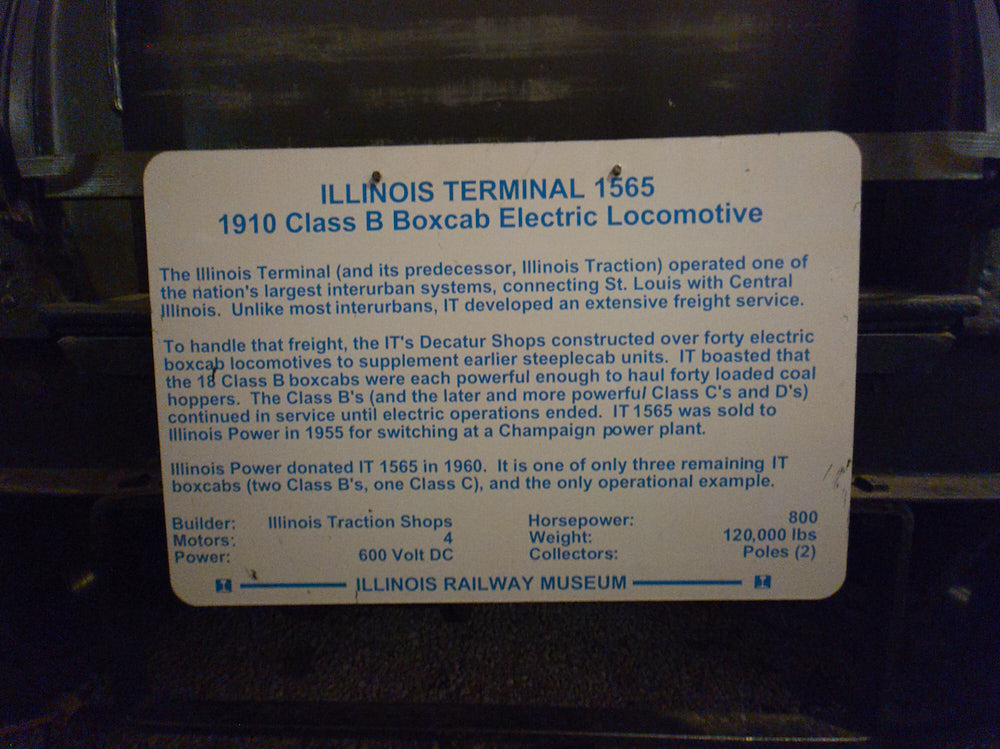 ILLINOIS TERMINAL 1565
1910 Class B Boxcab Electric Locomotive
The Illinois Terminal (and its predecessor, Illinois Traction) operated one of
the nation's largest interurban systems, connecting St. Louis with Central
Illinois. Unlike most interurbans, IT developed an extensive freight service.
To handle that freight, the IT's Decatur Shops constructed over forty electric
boxcab locomotives to supplement earlier steeplecab units. IT boasted that
the 18 Class B boxcabs were each powerful enough to haul forty loaded coal
hoppers. The Class B's (and the later and more powerful Class C's and D's)
continued in service until electric operations ended. IT 1565 was sold to
Illinois Power in 1955 for switching at a Champaign power plant.
Illinois Power donated IT 1565 in 1960. It is one of only three remaining IT
boxcabs (two Class B's, one Class C), and the only operational example.
Builder: Illinois Traction Shops Horsepower: 800
Motors: 4 Weight: 120,000 lbs
Power: 600 Volt DC Collectors: Poles (2)
ILLINOIS RAILWAY MUSEUM